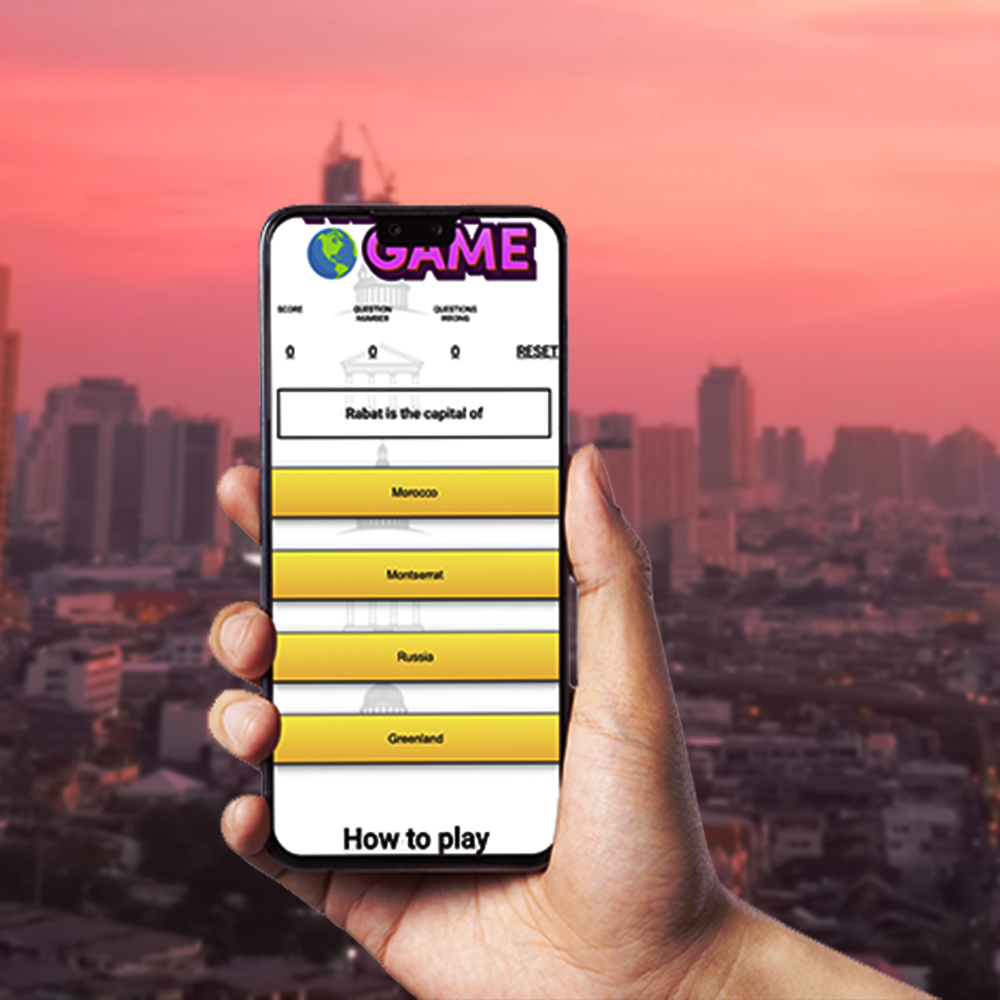 GAME
SCORE
QUESTION
NUMBER
QUESTIONS
WRONG
0
0
0
RESET
Rabat is the capital of
Morocco
Montserrat
Russia
Greenland
How to play